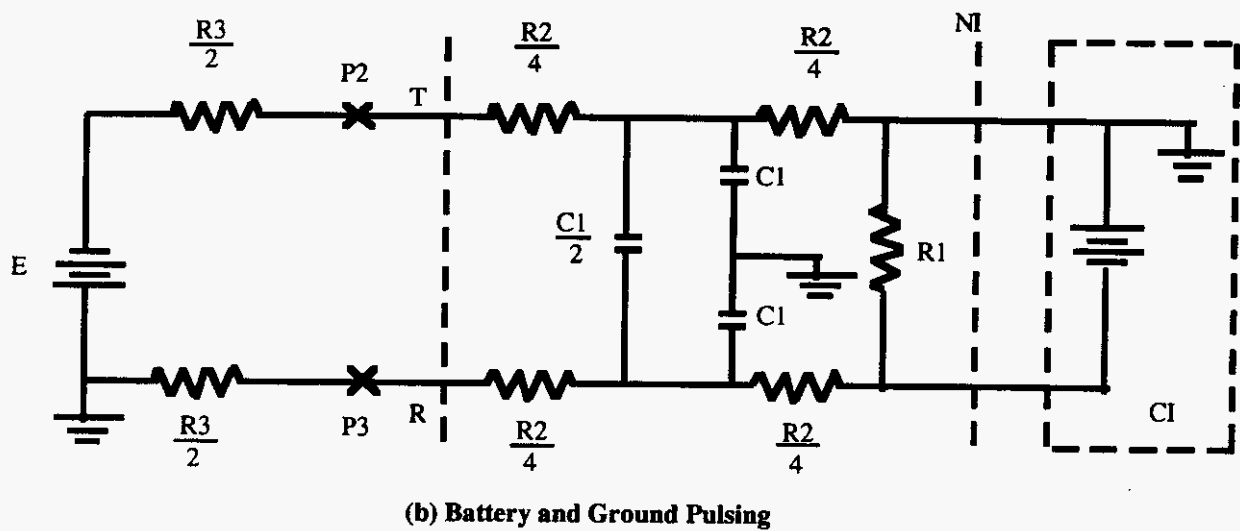 R3
2
P2
T
R2
4
R2
4
NI
E
C1
2
C1
C1
R1
R3
2
P3
R
R2
4
R2
4
CI
(b) Battery and Ground Pulsing